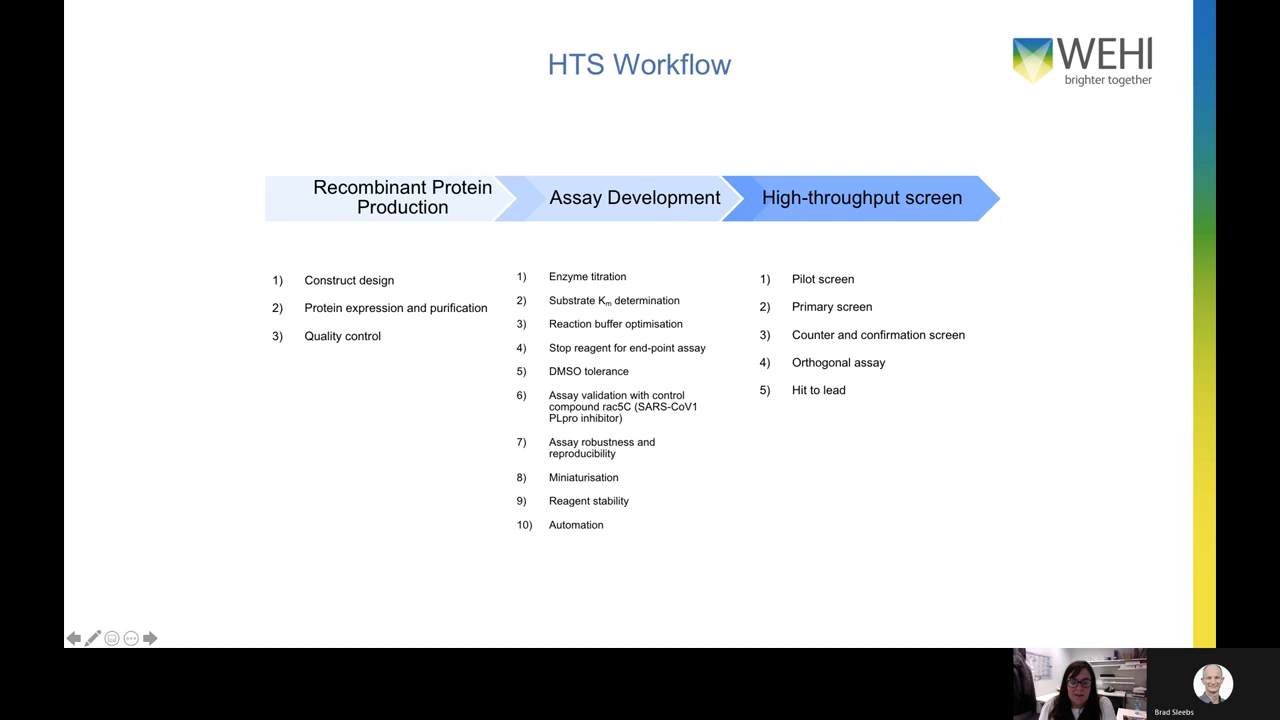 HTS Workflow
WEHI
brighter together
Recombinant Protein
Production
Assay Development
High-throughput screen
1) Construct design
2) Protein expression and purification
3) Quality control
1) Enzyme titration
2) Substrate Km determination
3) Reaction buffer optimisation
4) Stop reagent for end-point assay
5) DMSO tolerance
6) Assay validation with control
compound rac5C (SARS-CoV1
PLpro inhibitor)
7) Assay robustness and
reproducibility
8) Miniaturisation
9) Reagent stability
10) Automation
1) Pilot screen
2) Primary screen
3) Counter and confirmation screen
4) Orthogonal assay
5) Hit to lead
Brad Sleebs